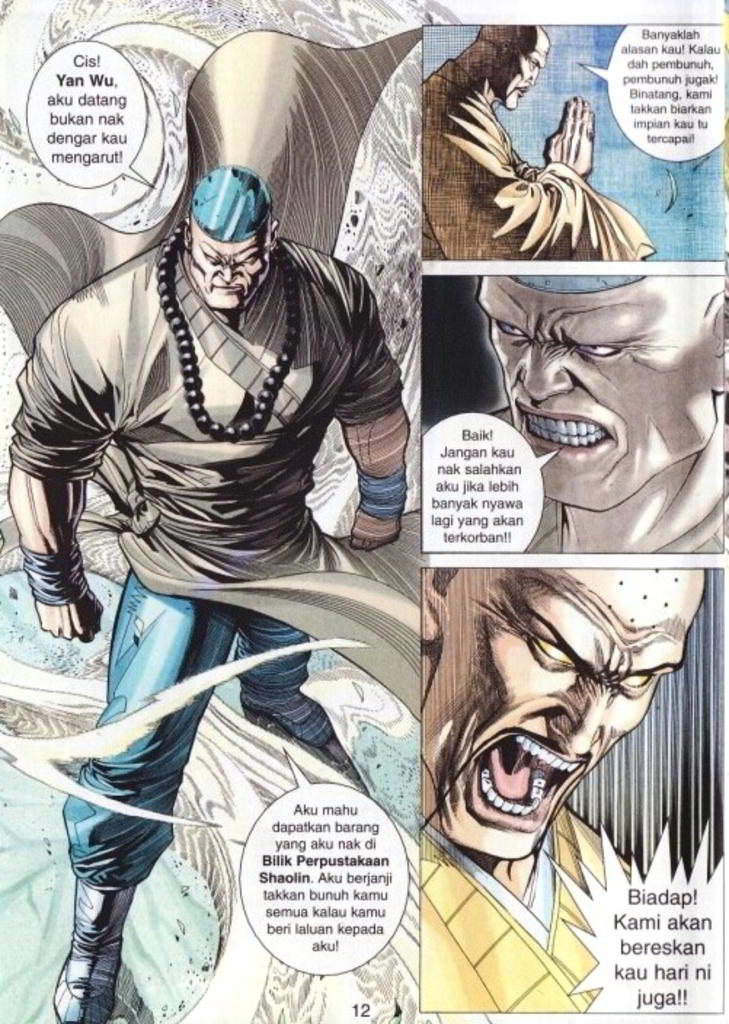 Cis!
Yan Wu,
aku datang
bukan nak
dengar kau
mengarut!
Aku mahu
dapatkan barang
yang aku nak di
Bilik Perpustakaan
Shaolin. Aku berjanji
takkan bunuh kamu
semua kalau kamu
beri laluan kepada
aku!
Banyaklah
alasan kau! Kalau
dah pembunuh,
pembunuh jugak!
Binatang, kami
takkan biarkan
impian kau tu
tercapai!
Baik!
Jangan kau
nak salahkan
aku jika lebih
banyak nyawa
lagi yang akan
terkorban!!
Biadap!
Kami akan
bereskan
kau hari ni
juga!!
12